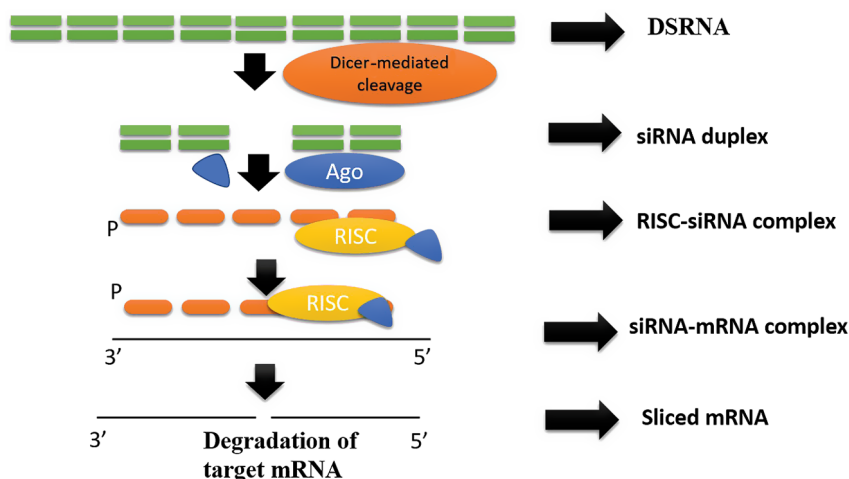 DSRNA
Dicer-mediated
cleavage
siRNA duplex
Ago
P
RISC
RISC-siRNA complex
P
RISC
siRNA-mRNA complex
3’
5’
Sliced mRNA
3’
Degradation of
5’
target mRNA